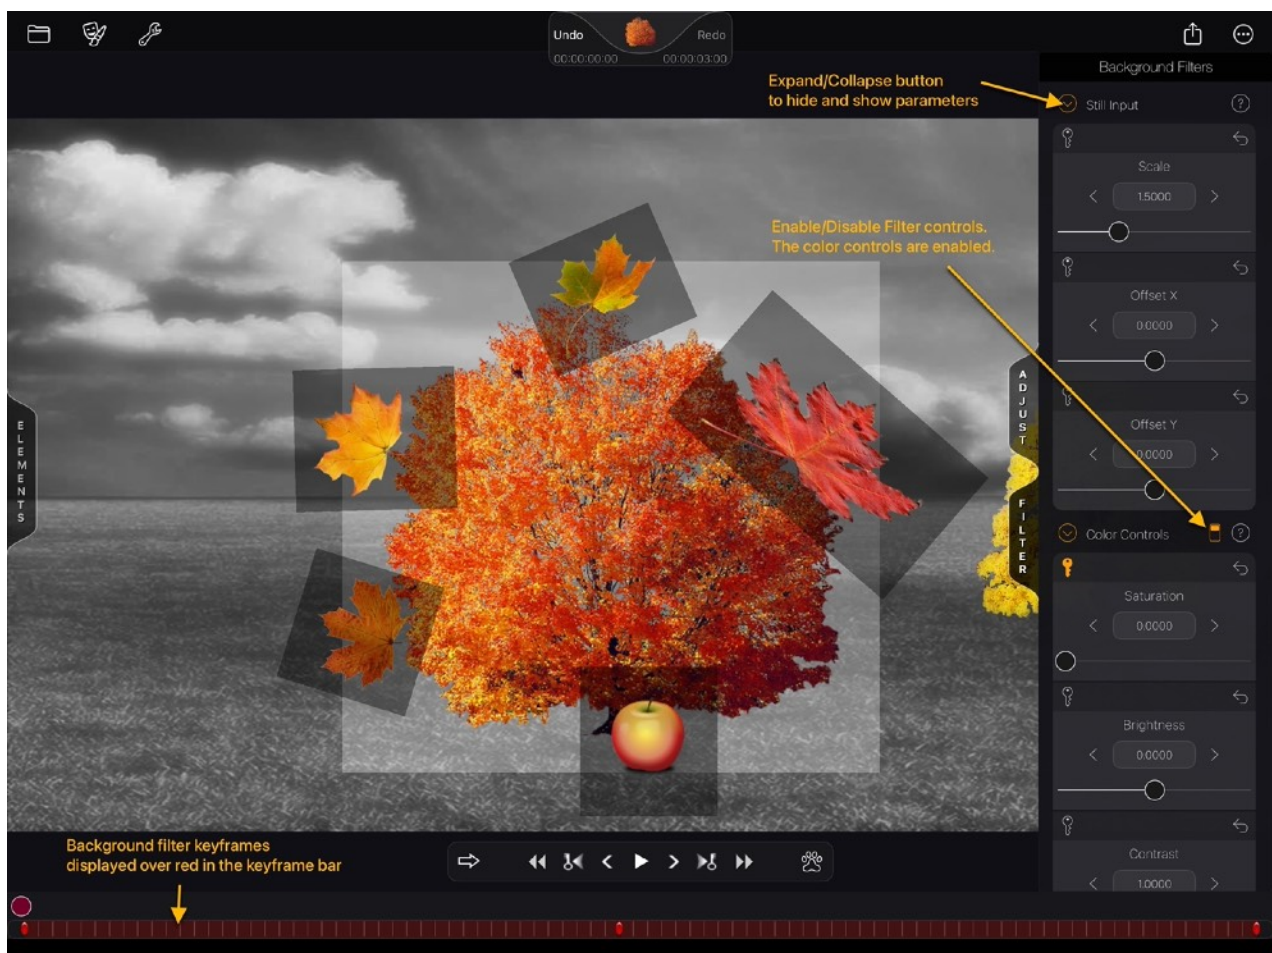 Undo
Redo
00:00:00:00
00:00:03:00
Background Filters
Expand/Collapse button
to hide and show parameters
Still Input
?
Scale
1.5000
Enable/Disable Filter controls.
The color controls are enabled.
Offset X
0.0000
ADJUST
Offset Y
0.0000
ELEMENTS
FILTER
Color Controls
?
Saturation
0.0000
Brightness
0.0000
Background filter keyframes
displayed over red in the keyframe bar
Contrast
1.0000